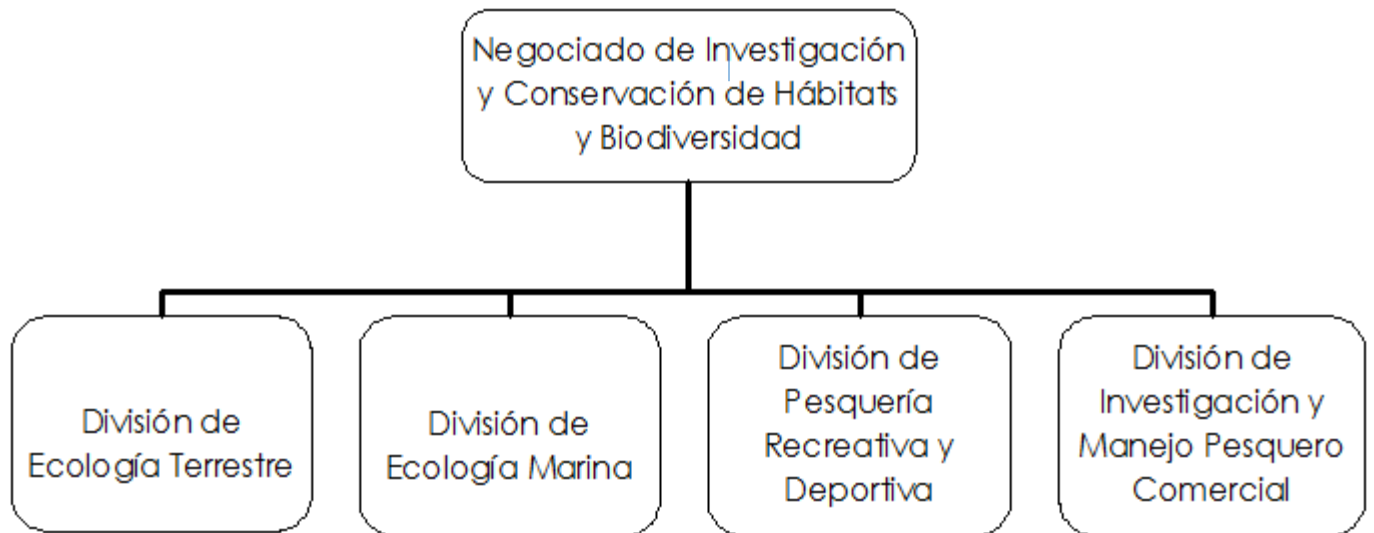 Negociado de Investigación
y Conservación de Hábitats
y Biodiversidad
División de
Ecología Terrestre
División de
Ecología Marina
División de
Pesquería
Recreativa y
Deportiva
División de
Investigación y
Manejo Pesquero
Comercial